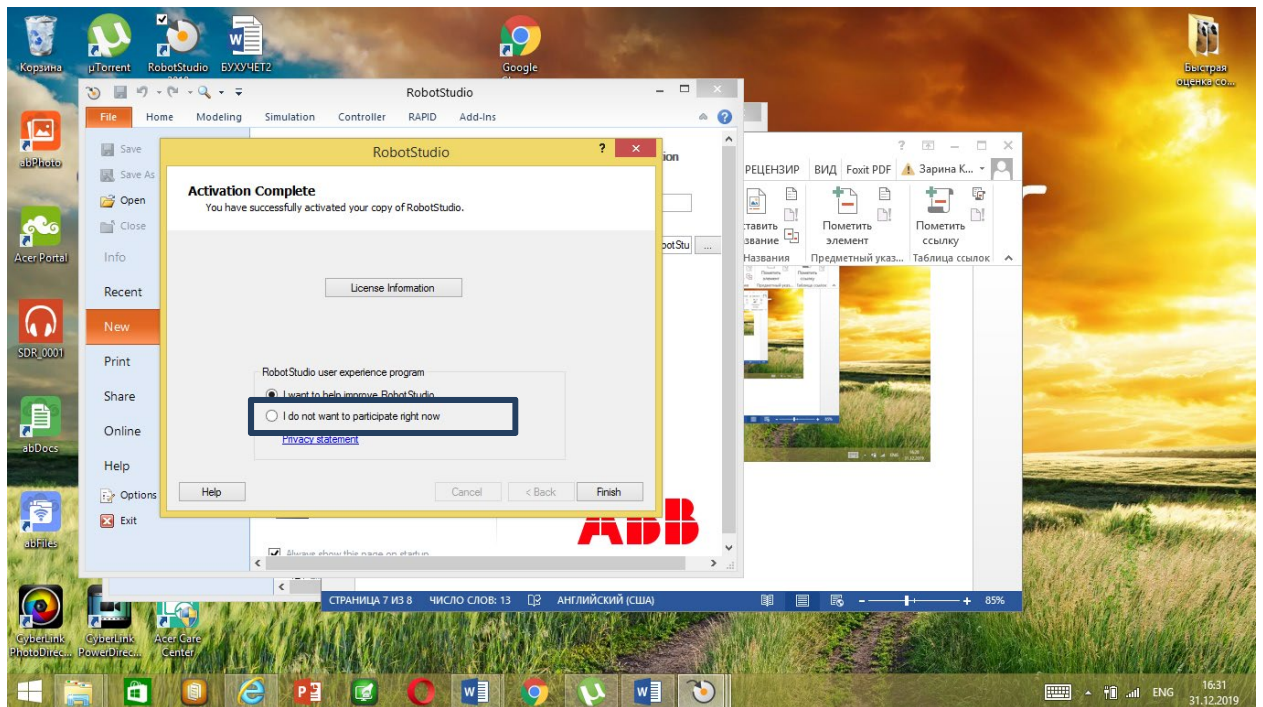 Корзина
µTorrent
RobotStudio
БУХУЧЕТ2
Google
Быстрая
оценка со...
abPhoto
Acer Portal
SDR_0001
abDocs
abFiles
CyberLink
PhotoDirec...
CyberLink
PowerDirec...
Acer Care
Center
RobotStudio
File Home Modeling Simulation Controller RAPID Add-Ins
Save
Save As
Open
Close
Info
Recent
New
Print
Share
Online
Help
Options
Exit
ion
botStu ...
RobotStudio
Activation Complete
You have successfully activated your copy of RobotStudio.
License Information
RobotStudio user experience program
I want to help improve RobotStudio
I do not want to participate right now
Privacy statement
Help Cancel < Back Finish
ABB
Always show this page on startup
РЕЦЕНЗИР ВИД Foxit PDF Зарина К...
тавить
звание
Пометить
элемент
Пометить
ссылку
Названия Предметный указ... Таблица ссылок
СТРАНИЦА 7 ИЗ 8 ЧИСЛО СЛОВ: 13 АНГЛИЙСКИЙ (США) 85%
ENG
16:31
31.12.2019